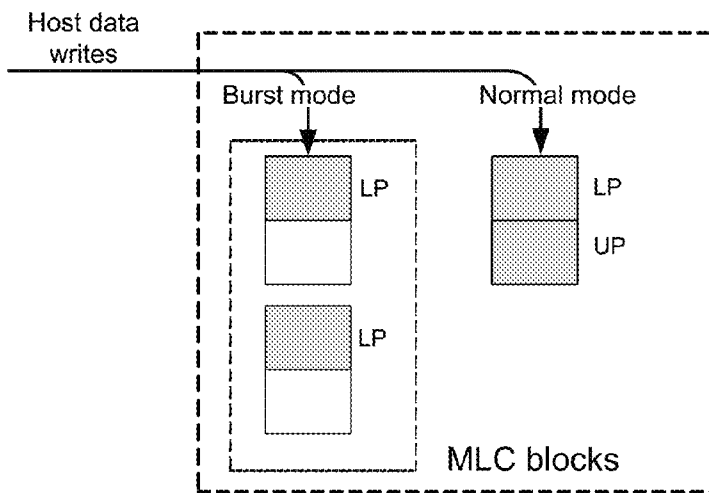 Host data
writes
Burst mode
Normal mode
LP
LP
UP
LP
MLC blocks